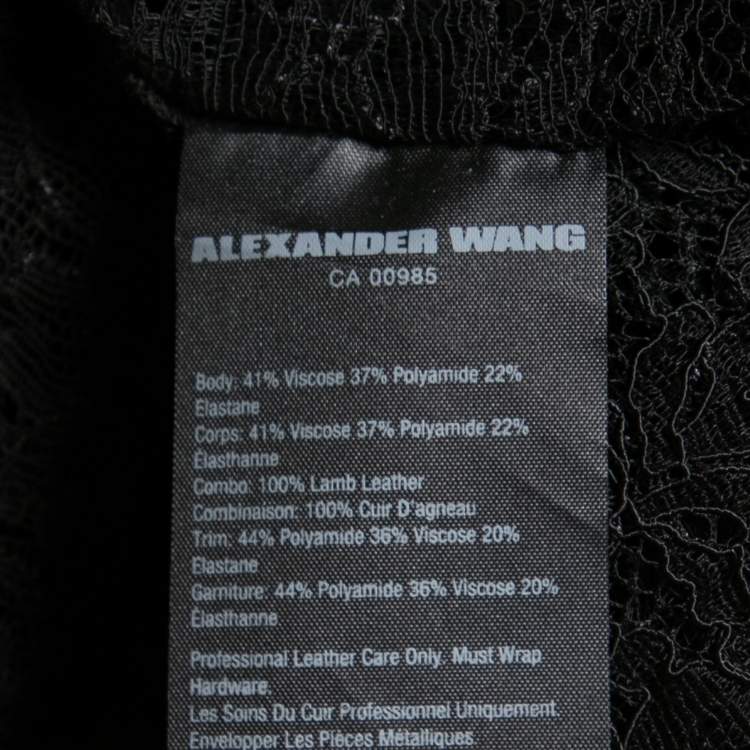 ALEXANDER WANG
CA 00985
Body: 41% Viscose 37% Polyamide 22%
Elastane
Corps: 41% Viscose 37% Polyamide 22%
Élasthanne
Combo: 100% Lamb Leather
Combinaison: 100% Cuir D'agneau
Trim: 44% Polyamide 36% Viscose 20%
Elastane
Garniture: 44% Polyamide 36% Viscose 20%
Élasthanne
Professional Leather Care Only. Must Wrap
Hardware.
Les Soins Du Cuir Professionnel Uniquement.
Envelopper Les Pièces Métalliques